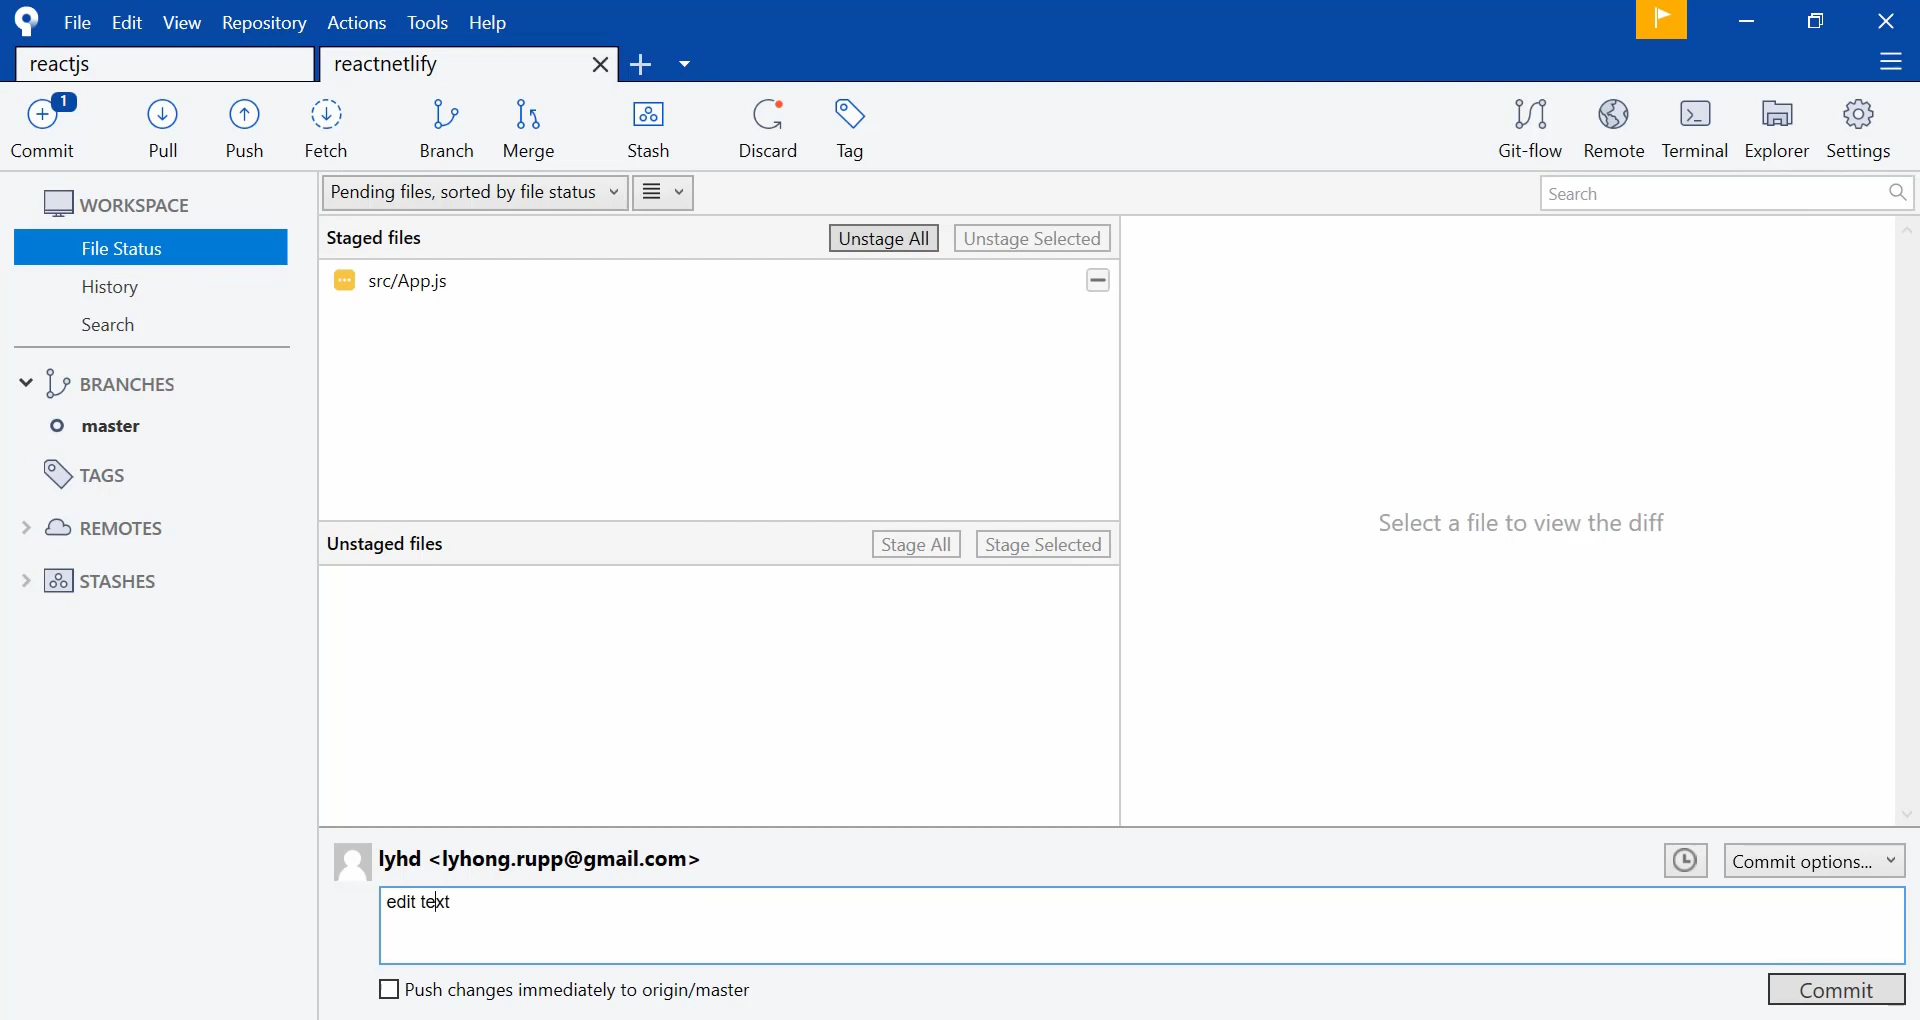 File Edit View Repository Actions Tools Help
reactjs reactnetlify
1
Commit Pull Push Fetch Branch Merge Stash Discard Tag Git-flow Remote Terminal Explorer Settings
WORKSPACE
File Status
History
Search
BRANCHES
master
TAGS
REMOTES
STASHES
Pending files, sorted by file status
Search
Staged files Unstage All Unstage Selected
src/App.js
Unstaged files Stage All Stage Selected
Select a file to view the diff
lyhd <lyhong.rupp@gmail.com>
Commit options...
edit text
Push changes immediately to origin/master
Commit